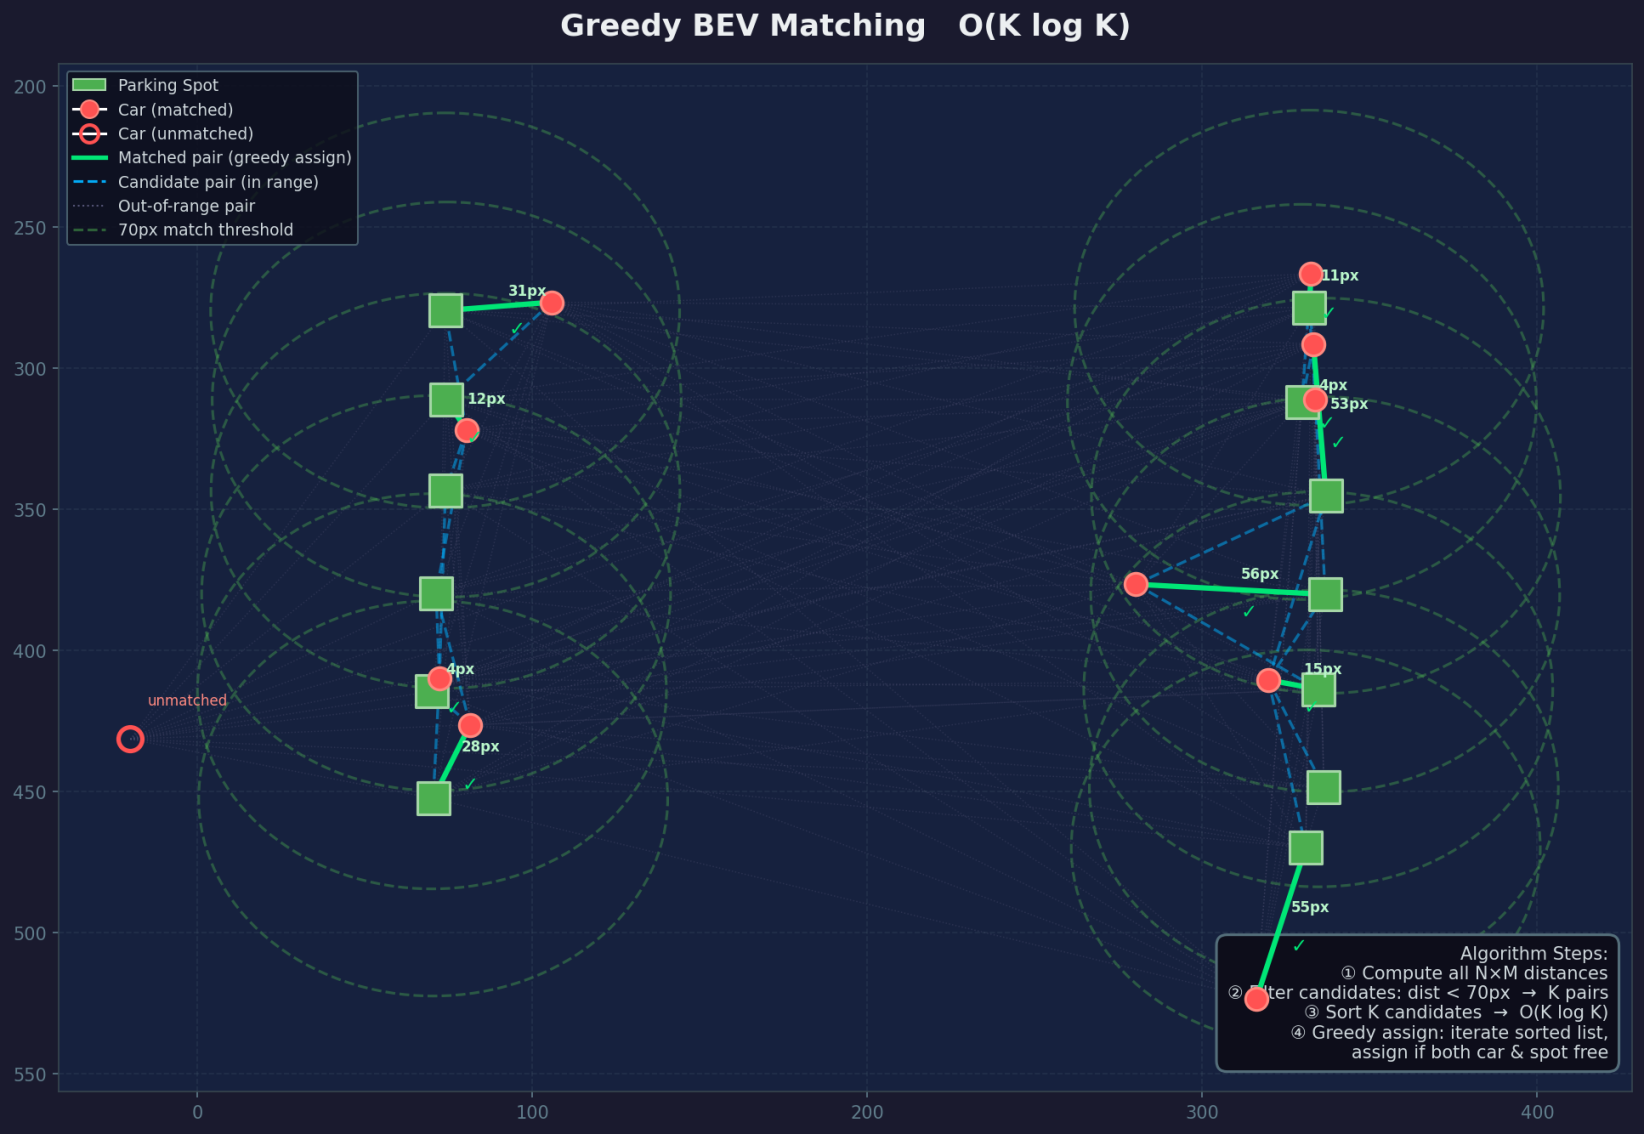 Greedy BEV Matching   O(K log K)
Parking Spot
Car (matched)
Car (unmatched)
Matched pair (greedy assign)
Candidate pair (in range)
Out-of-range pair
70px match threshold
200
250
300
350
400
450
500
550
31px
✓
12px
✓
4px
✓
28px
✓
unmatched
11px
✓
4px
53px
✓
✓
56px
✓
15px
✓
55px
✓
Algorithm Steps:
① Compute all N×M distances
② candidates: dist < 70px → K pairs
③ Sort K candidates → O(K log K)
④ Greedy assign: iterate sorted list,
assign if both car & spot free
0
100
200
300
400